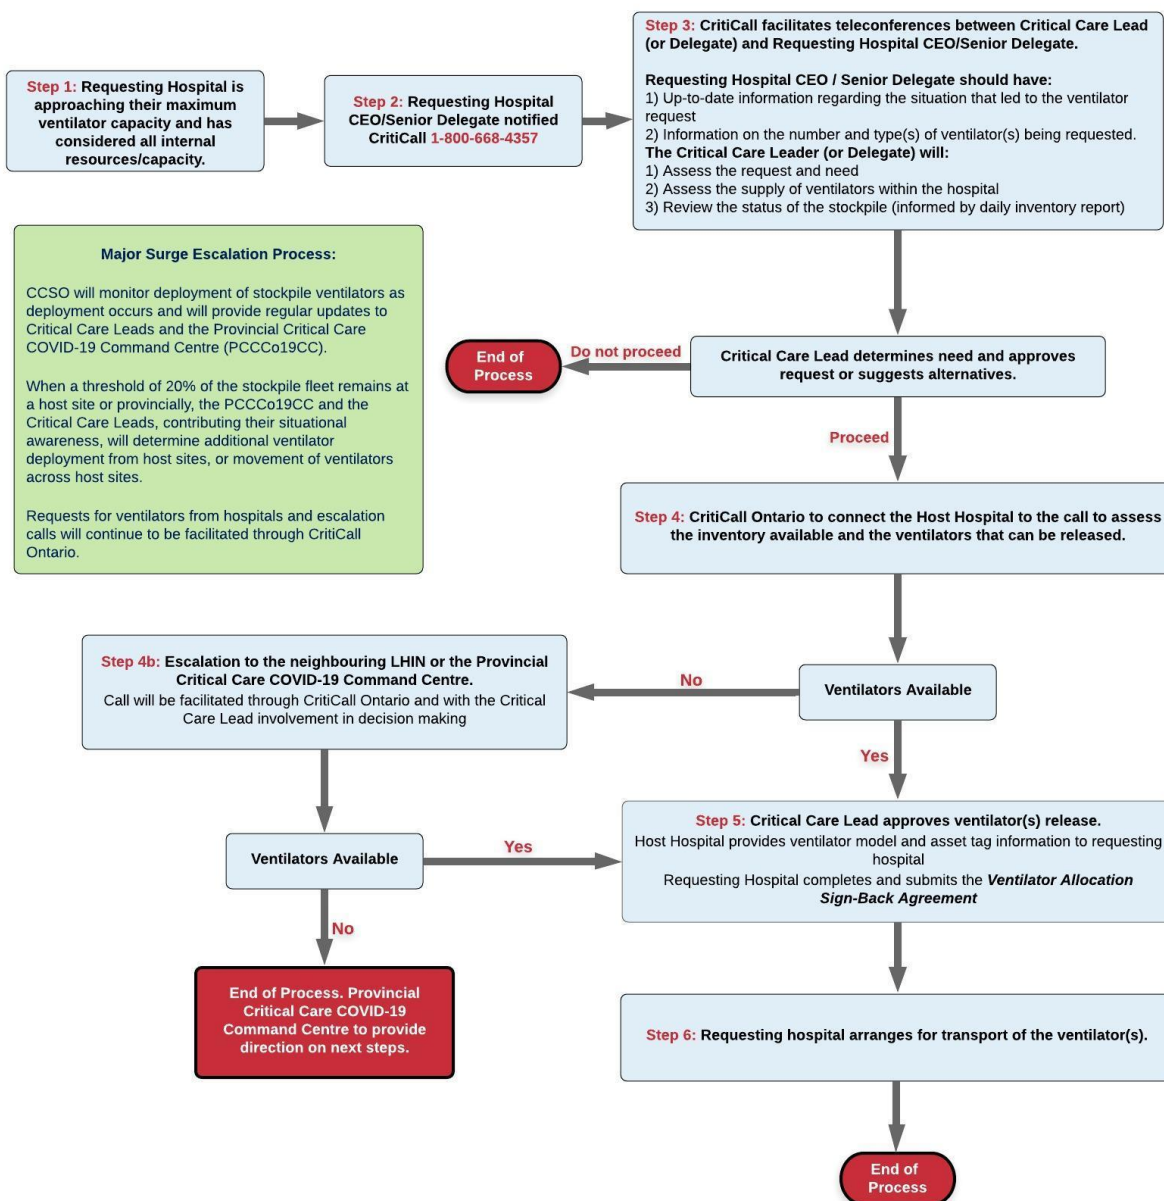 Step 1: Requesting Hospital is
approaching their maximum
ventilator capacity and has
considered all internal
resources/capacity.
Step 2: Requesting Hospital
CEO/Senior Delegate notified
CritiCall 1-800-668-4357
Step 3: CritiCall facilitates teleconferences between Critical Care Lead
(or Delegate) and Requesting Hospital CEO/Senior Delegate.
Requesting Hospital CEO / Senior Delegate should have:
1) Up-to-date information regarding the situation that led to the ventilator
request
2) Information on the number and type(s) of ventilator(s) being requested.
The Critical Care Leader (or Delegate) will:
1) Assess the request and need
2) Assess the supply of ventilators within the hospital
3) Review the status of the stockpile (informed by daily inventory report)
Major Surge Escalation Process:
CCSO will monitor deployment of stockpile ventilators as
deployment occurs and will provide regular updates to
Critical Care Leads and the Provincial Critical Care
COVID-19 Command Centre (PCCCo19CC).
When a threshold of 20% of the stockpile fleet remains at
a host site or provincially, the PCCCo19CC and the
Critical Care Leads, contributing their situational
awareness, will determine additional ventilator
deployment from host sites, or movement of ventilators
across host sites.
Requests for ventilators from hospitals and escalation
calls will continue to be facilitated through CritiCall
Ontario.
Critical Care Lead determines need and approves
request or suggests alternatives.
Do not proceed
End of
Process
Proceed
Step 4: CritiCall Ontario to connect the Host Hospital to the call to assess
the inventory available and the ventilators that can be released.
Ventilators Available
No
Step 4b: Escalation to the neighbouring LHIN or the Provincial
Critical Care COVID-19 Command Centre.
Call will be facilitated through CritiCall Ontario and with the Critical
Care Lead involvement in decision making
Yes
Ventilators Available
Yes
No
End of Process. Provincial
Critical Care COVID-19
Command Centre to provide
direction on next steps.
Step 5: Critical Care Lead approves ventilator(s) release.
Host Hospital provides ventilator model and asset tag information to requesting
hospital
Requesting Hospital completes and submits the Ventilator Allocation
Sign-Back Agreement
Step 6: Requesting hospital arranges for transport of the ventilator(s).
End of
Process